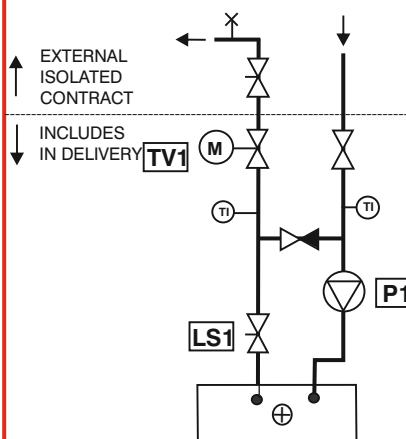 EXTERNAL
ISOLATED
CONTRACT
INCLUDES
IN DELIVERY
TV1
M
TI
TI
P1
LS1